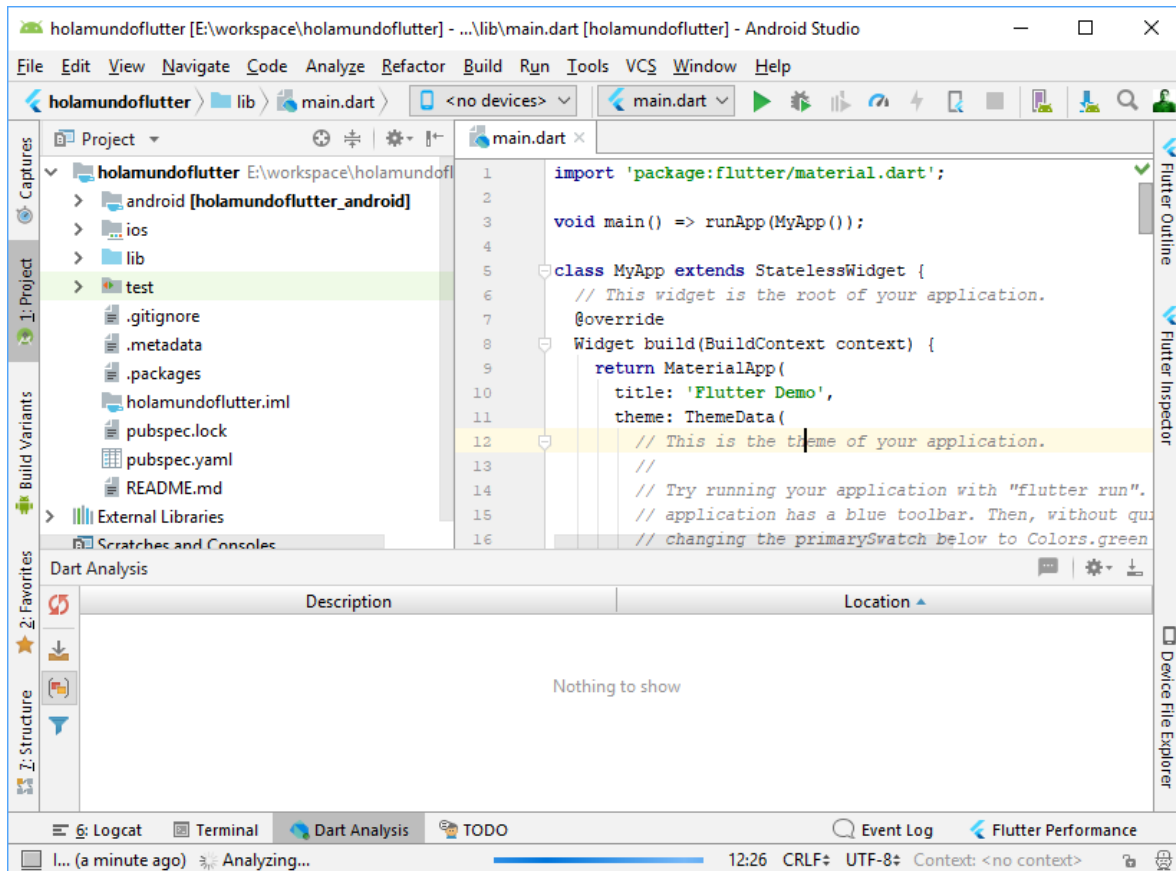 holamundoflutter [E:\workspace\holamundoflutter] - ...\lib\main.dart [holamundoflutter] - Android Studio
File Edit View Navigate Code Analyze Refactor Build Run Tools VCS Window Help
holamundoflutter lib main.dart <no devices> main.dart
Project
main.dart
holamundoflutter E:\workspace\holamundofl
android [holamundoflutter_android]
ios
lib
test
.gitignore
.metadata
.packages
holamundoflutter.iml
pubspec.lock
pubspec.yaml
README.md
External Libraries
Scratches and Consoles
1 import 'package:flutter/material.dart';
2
3 void main() => runApp(MyApp());
4
5 class MyApp extends StatelessWidget {
6 // This widget is the root of your application.
7 @override
8 Widget build(BuildContext context) {
9 return MaterialApp(
10 title: 'Flutter Demo',
11 theme: ThemeData(
12 // This is the theme of your application.
13 //
14 // Try running your application with "flutter run".
15 // application has a blue toolbar. Then, without qui
16 // changing the primarySwatch below to Colors.green
Captures
1: Project
Build Variants
2: Favorites
7: Structure
Flutter Outline
Flutter Inspector
Device File Explorer
Dart Analysis
Description Location
Nothing to show
6: Logcat Terminal Dart Analysis TODO Event Log Flutter Performance
I... (a minute ago) Analyzing... 12:26 CRLF UTF-8 Context: <no context>